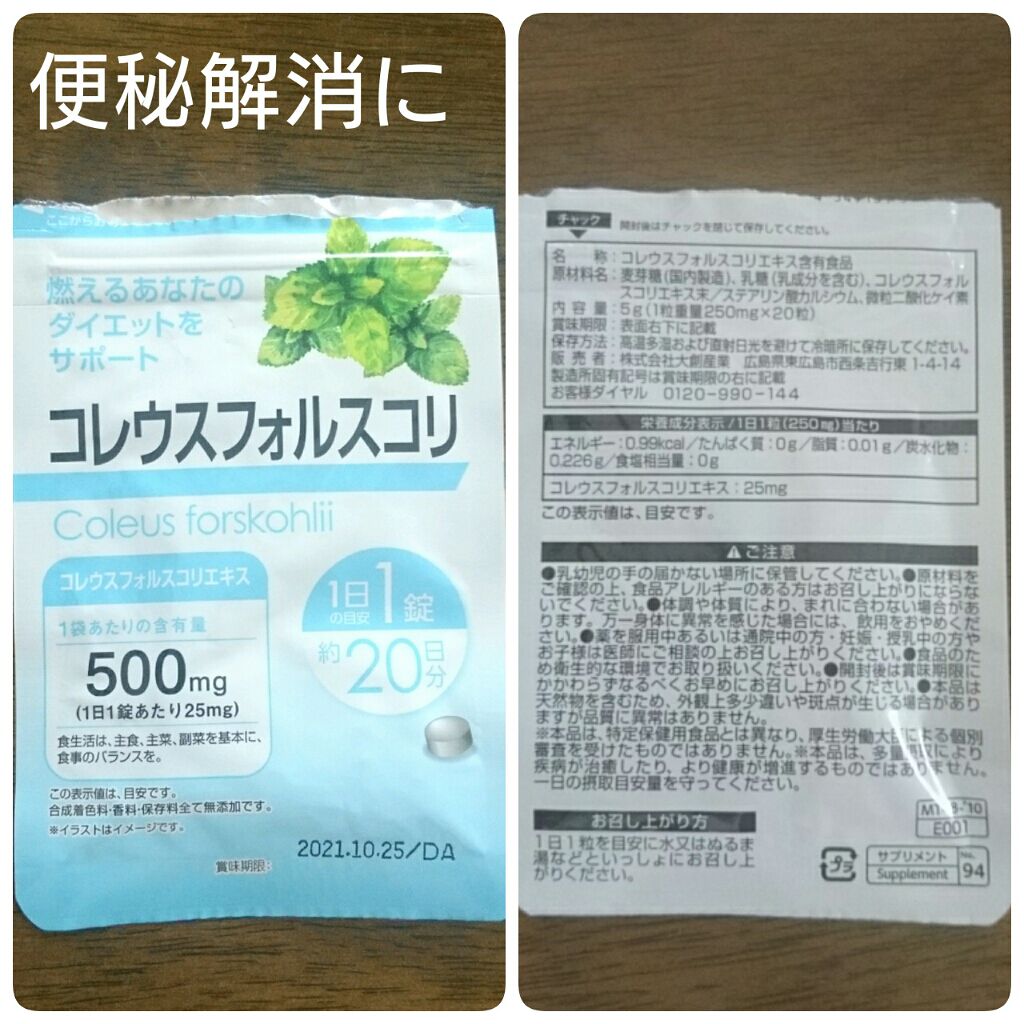 便秘解消に
ここからお
燃えるあなたの
ダイエットを
サポート
コレウスフォルスコリ
Coleus forskohlii
コレウスフォルスコリエキス
1袋あたりの含有量
500mg
(1日1錠あたり25mg)
食生活は、主食、主菜、副菜を基本に、
食事のバランスを。
1日
の目安
1錠
約20日分
この表示値は、目安です。
合成着色料・香料・保存料全て無添加です。
※イラストはイメージです。
2021.10.25/DA
賞味期限:
チャック 開封後はチャックを閉じて保存してください。
名 称:コレウスフォルスコリエキス含有食品
原材料名:麦芽糖(国内製造)、乳糖(乳成分を含む)、コレウスフォル
スコリエキス末/ステアリン酸カルシウム、微粒二酸化ケイ素
内 容 量:5g(1粒重量250mg×20粒)
賞味期限:表面右下に記載
保存方法:高温多湿および直射日光を避けて冷暗所に保存してください。
販 売 者:株式会社大創産業 広島県東広島市西条吉行東1-4-14
製造所固有記号は賞味期限の右に記載
お客様ダイヤル 0120-990-144
栄養成分表示/1日1粒(250mg)当たり
エネルギー:0.99kcal/たんぱく質:0g/脂質:0.01g/炭水化物:
0.226g/食塩相当量:0g
コレウスフォルスコリエキス:25mg
この表示値は、目安です。
ご注意
●乳幼児の手の届かない場所に保管してください。●原材料を
ご確認の上、食品アレルギーのある方はお召し上がりにならな
いでください。●体調や体質により、まれに合わない場合があり
ます。万一身体に異常を感じた場合には、飲用をおやめくださ
い。●薬を服用中あるいは通院中の方・妊娠・授乳中の方や
お子様は医師にご相談の上お召し上がりください。●食品のた
め衛生的な環境でお取り扱いください。●開封後は賞味期限に
かかわらずなるべくお早めにお召し上がりください。●本品は
天然物を含むため、外観上多少違いや斑点が生じる場合があり
ますが品質に異常はありません。
※本品は、特定保健用食品とは異なり、厚生労働大臣による個別
審査を受けたものではありません。※本品は、多量摂取により
疾病が治癒したり、より健康が増進するものではありません。
一日の摂取目安量を守ってください。
お召し上がり方
1日1粒を目安に水又はぬるま
湯などといっしょにお召し上
がりください。
プラ
E001
サプリメント
Supplement
No.
94